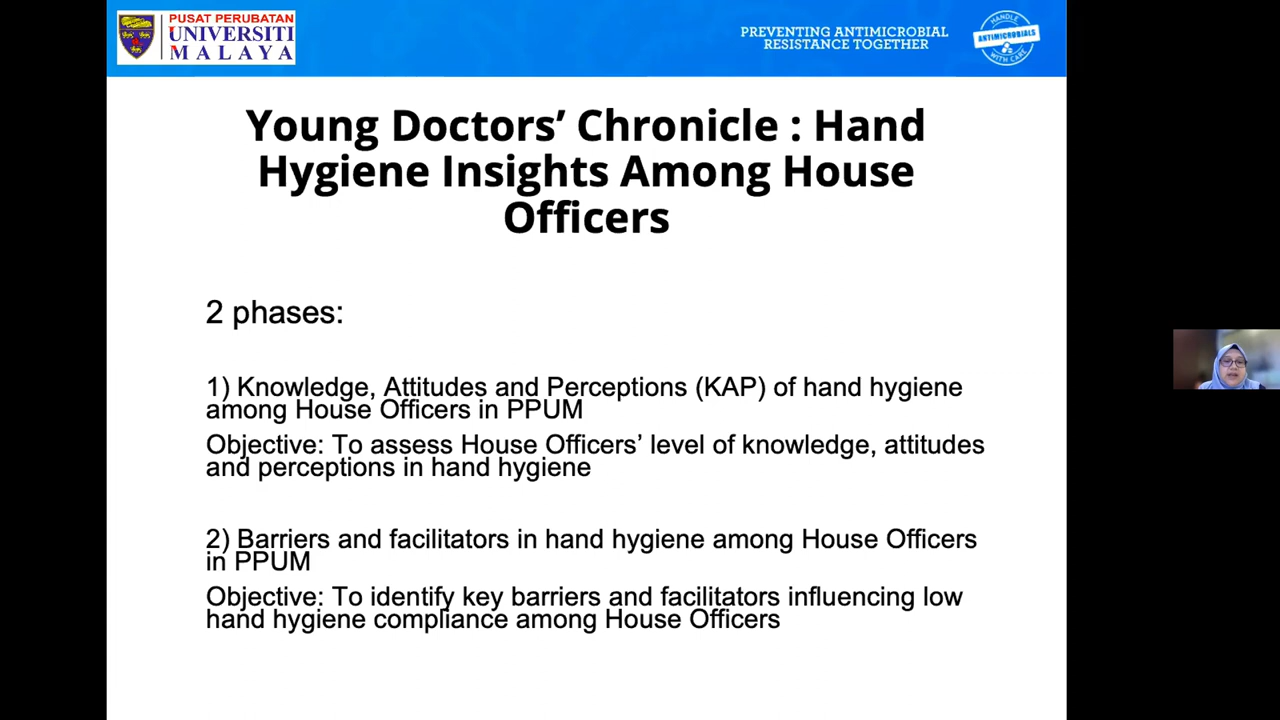 PUSAT PERUBATAN
UNIVERSITI
MALAYA
PREVENTING ANTIMICROBIAL
RESISTANCE TOGETHER
HANDLE
ANTIMICROBIALS
WITH CARE
Young Doctors’ Chronicle : Hand
Hygiene Insights Among House
Officers
2 phases:
1) Knowledge, Attitudes and Perceptions (KAP) of hand hygiene
among House Officers in PPUM
Objective: To assess House Officers’ level of knowledge, attitudes
and perceptions in hand hygiene
2) Barriers and facilitators in hand hygiene among House Officers
in PPUM
Objective: To identify key barriers and facilitators influencing low
hand hygiene compliance among House Officers